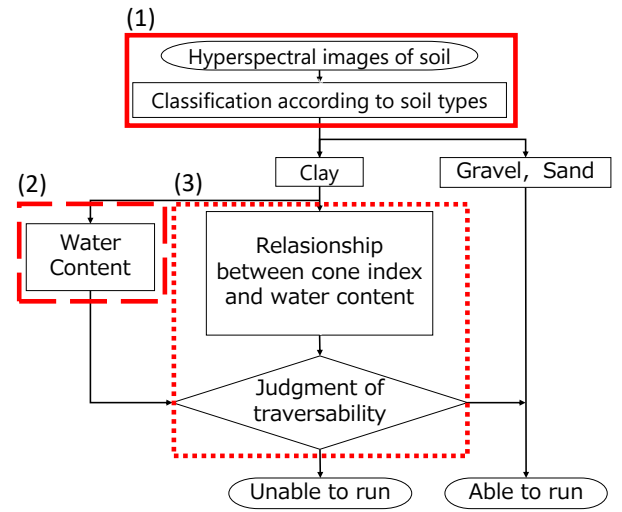 (1)
Hyperspectral images of soil
Classification according to soil types
Clay
Gravel, Sand
(2)
(3)
Water
Content
Relasionship
between cone index
and water content
Judgment of
traversability
Unable to run
Able to run